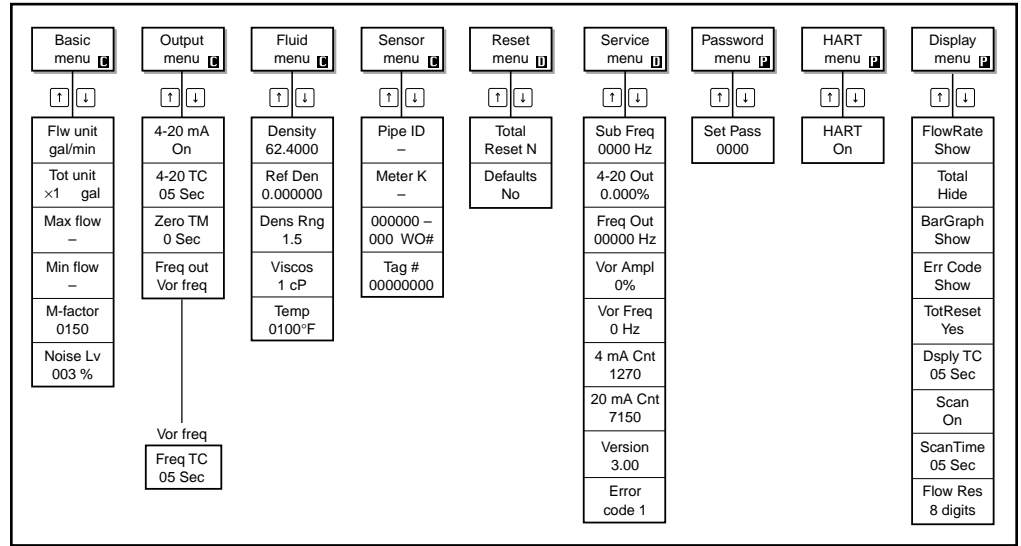 Basic
menu C
↑ ↓
Flw unit
gal/min
Tot unit
×1 gal
Max flow
–
Min flow
–
M-factor
0150
Noise Lv
003 %
Output
menu C
↑ ↓
4-20 mA
On
4-20 TC
05 Sec
Zero TM
0 Sec
Freq out
Vor freq
Vor freq
Freq TC
05 Sec
Fluid
menu C
↑ ↓
Density
62.4000
Ref Den
0.000000
Dens Rng
1.5
Viscos
1 cP
Temp
0100°F
Sensor
menu C
↑ ↓
Pipe ID
–
Meter K
–
000000 –
000 WO#
Tag #
00000000
Reset
menu D
↑ ↓
Total
Reset N
Defaults
No
Service
menu D
↑ ↓
Sub Freq
0000 Hz
4-20 Out
0.000%
Freq Out
00000 Hz
Vor Ampl
0%
Vor Freq
0 Hz
4 mA Cnt
1270
20 mA Cnt
7150
Version
3.00
Error
code 1
Password
menu P
↑ ↓
Set Pass
0000
HART
menu P
↑ ↓
HART
On
Display
menu P
↑ ↓
FlowRate
Show
Total
Hide
BarGraph
Show
Err Code
Show
TotReset
Yes
Dsply TC
05 Sec
Scan
On
ScanTime
05 Sec
Flow Res
8 digits